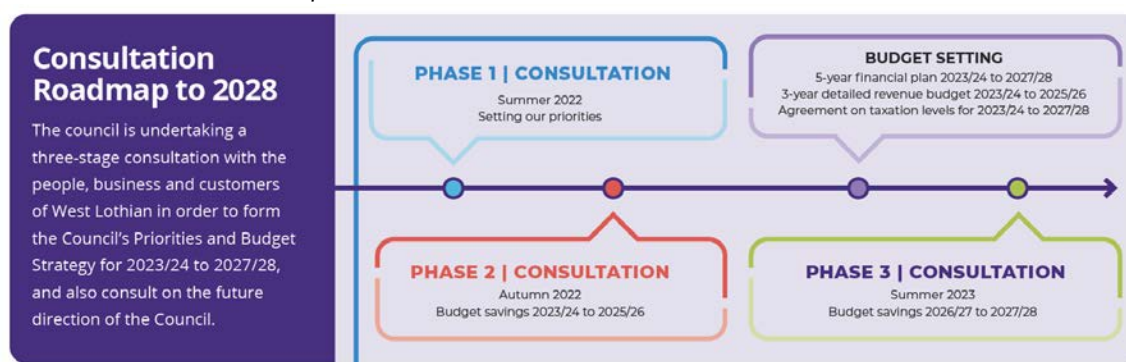 Consultation
Roadmap to 2028
The council is undertaking a
three-stage consultation with the
people, business and customers
of West Lothian in order to form
the Council's Priorities and Budget
Strategy for 2023/24 to 2027/28,
and also consult on the future
direction of the Council.
PHASE 1 | CONSULTATION
Summer 2022
Setting our priorities
PHASE 2 | CONSULTATION
Autumn 2022
Budget savings 2023/24 to 2025/26
BUDGET SETTING
5-year financial plan 2023/24 to 2027/28
3-year detailed revenue budget 2023/24 to 2025/26
Agreement on taxation levels for 2023/24 to 2027/28
PHASE 3 | CONSULTATION
Summer 2023
Budget savings 2026/27 to 2027/28